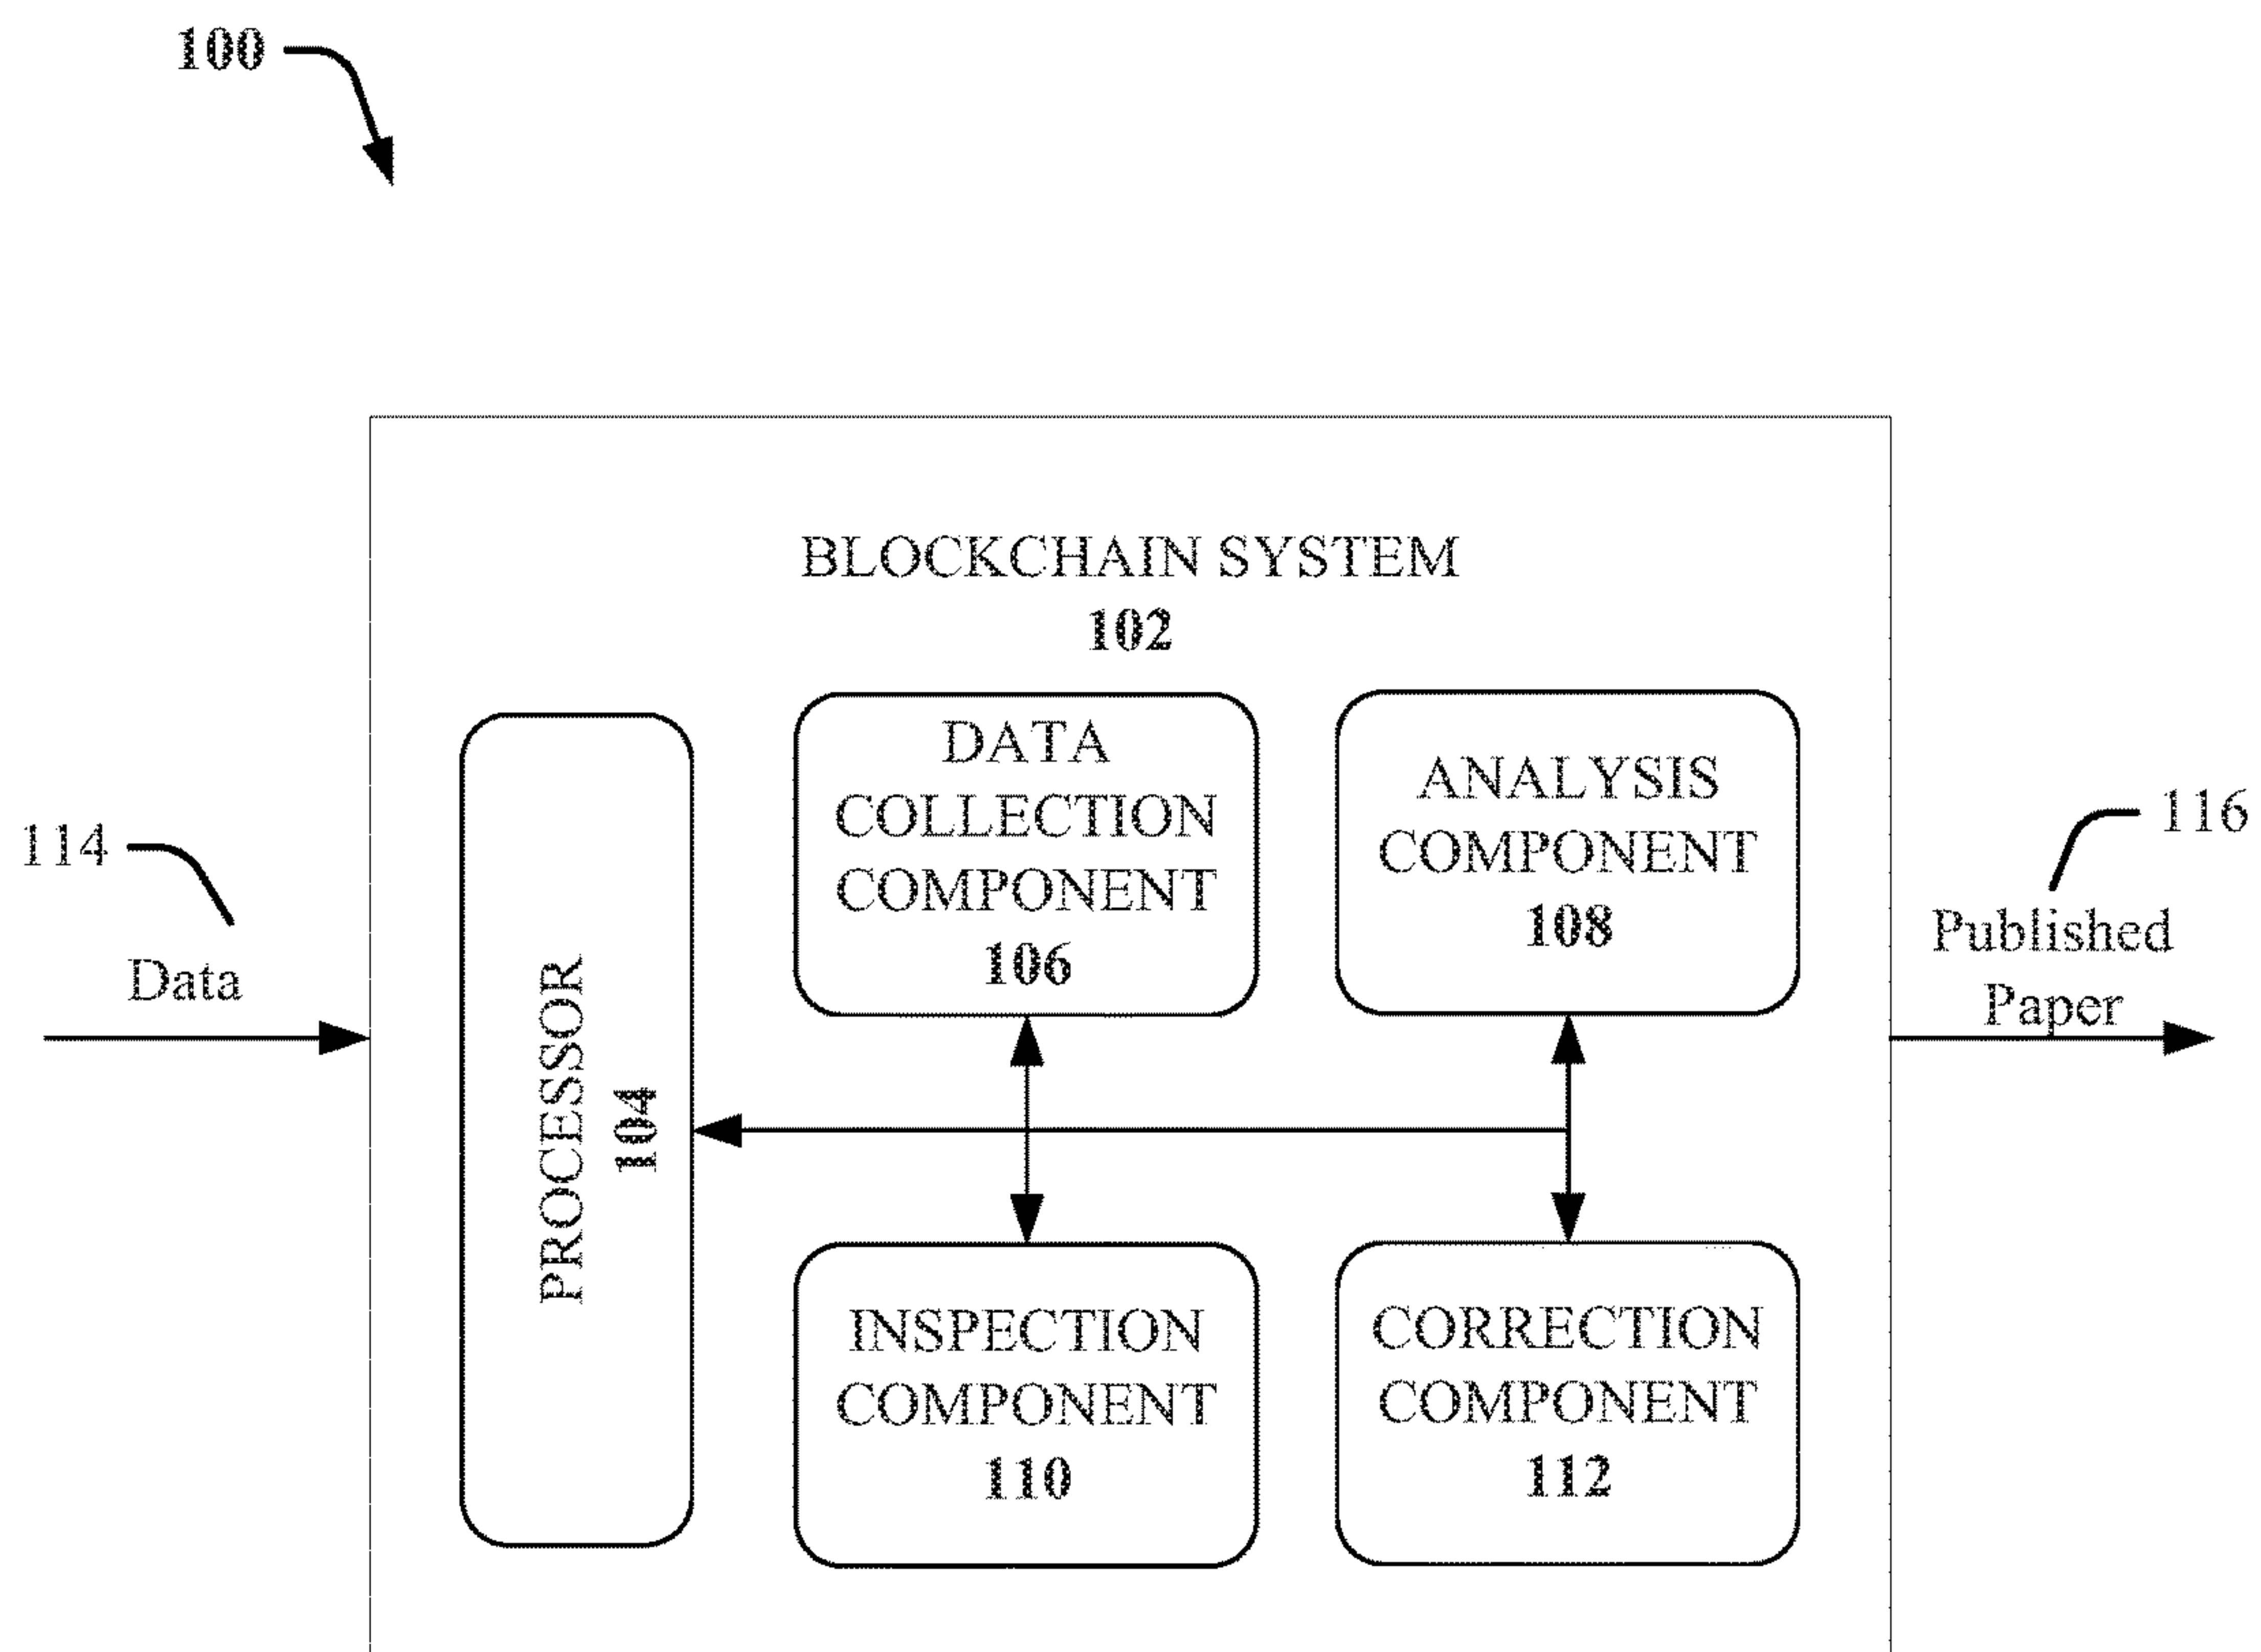 100
BLOCKCHAIN SYSTEM
102
DATA
COLLECTION
COMPONENT
106
ANALYSIS
COMPONENT
108
114
Data
116
Published
Paper
PROCESSOR
104
INSPECTION
COMPONENT
110
CORRECTION
COMPONENT
112